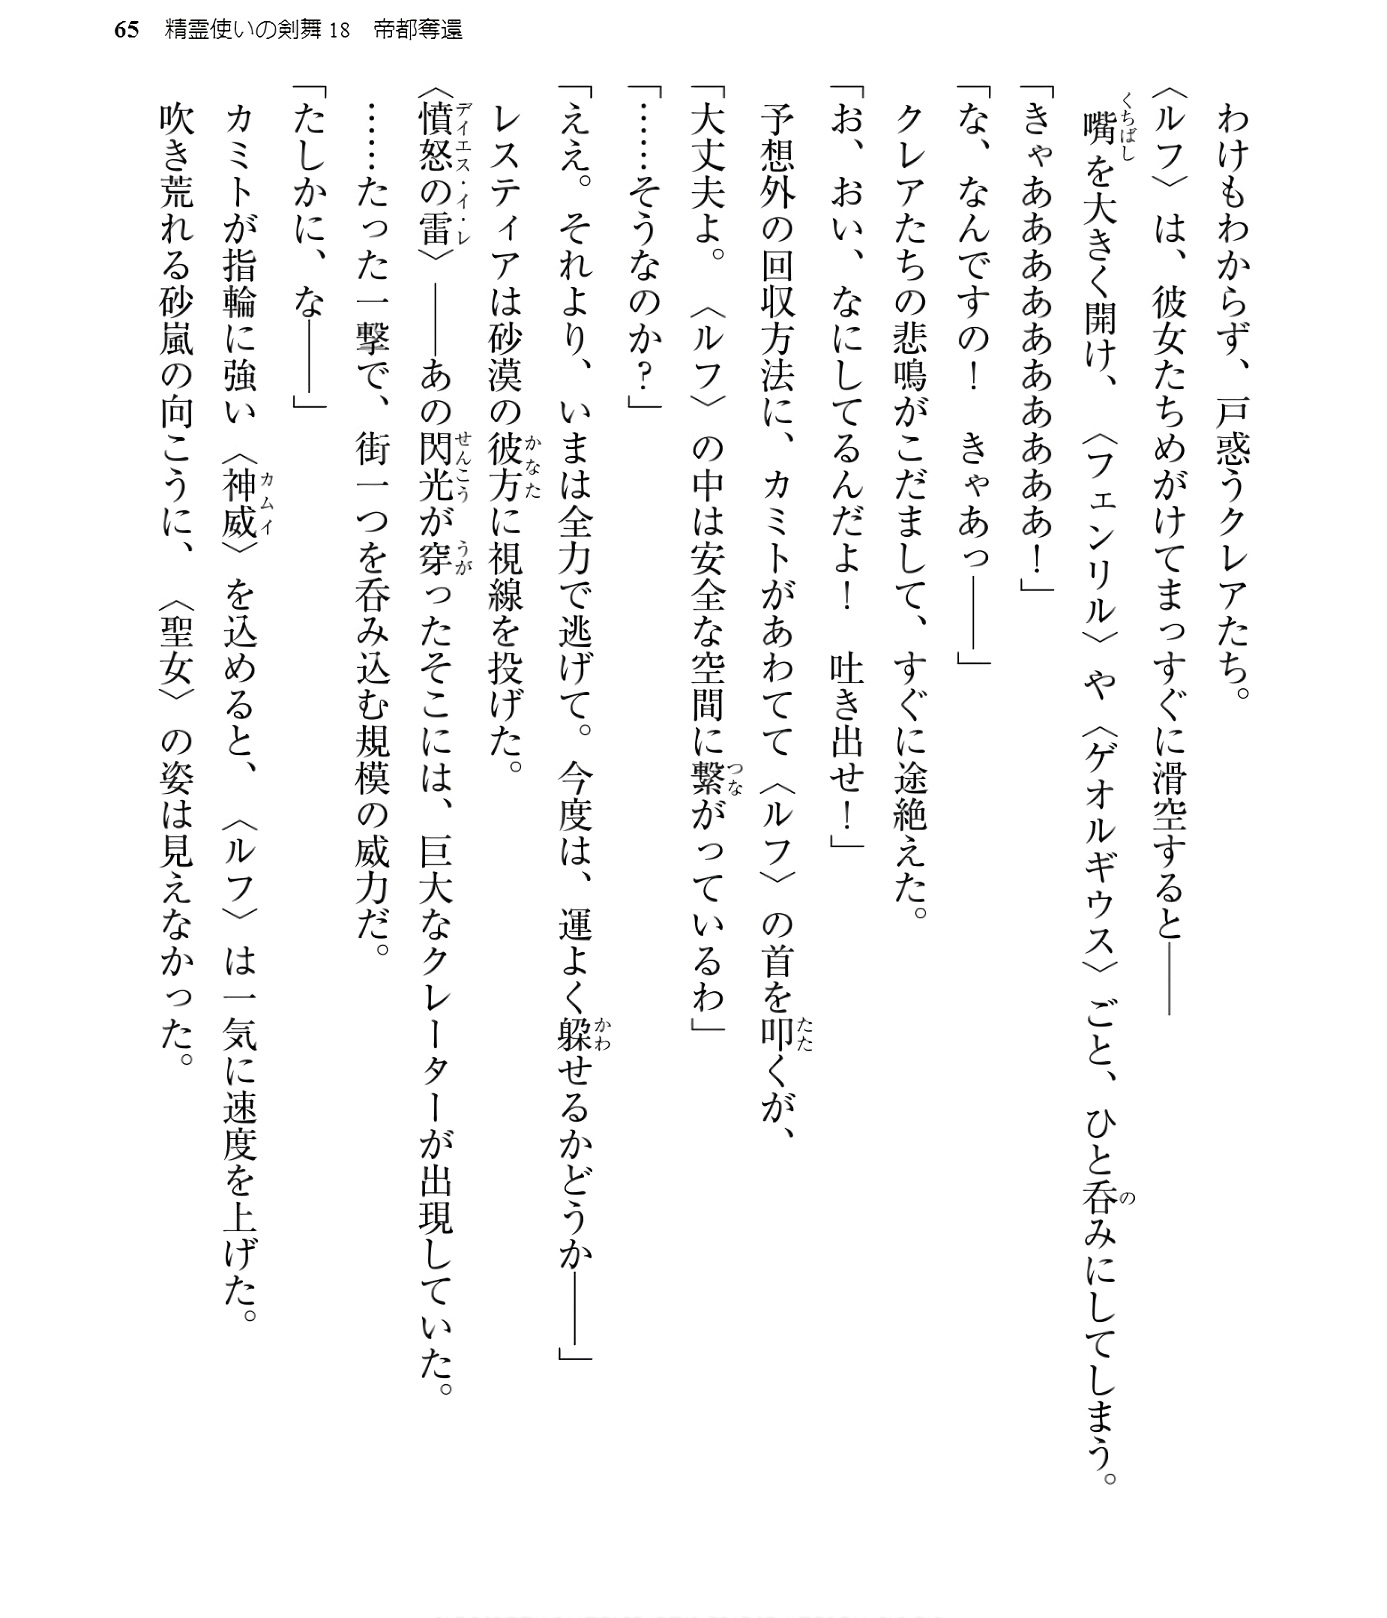 65　精霊使いの剣舞18　帝都奪還
わけもわからず、戸惑うクレアたち。
〈ルフ〉は、彼女たちめがけてまっすぐに滑空すると――
嘴を大きく開け、〈フェンリル〉や〈ゲオルギウス〉ごと、ひと呑みにしてしまう。
「きゃあああああああああ！」
「な、なんですの！　きゃあっ――」
クレアたちの悲鳴がこだまして、すぐに途絶えた。
「お、おい、なにしてるんだよ！　吐き出せ！」
予想外の回収方法に、カミトがあわてて〈ルフ〉の首を叩くが、
「大丈夫よ。〈ルフ〉の中は安全な空間に繋がっているわ」
「……そうなのか？」
「ええ。それより、いまは全力で逃げて。今度は、運よく躱せるかどうか――」
レスティアは砂漠の彼方に視線を投げた。
〈憤怒の雷〉――あの閃光が穿ったそこには、巨大なクレーターが出現していた。
……たった一撃で、街一つを呑み込む規模の威力だ。
「たしかに、な――」
カミトが指輪に強い〈神威〉を込めると、〈ルフ〉は一気に速度を上げた。
吹き荒れる砂嵐の向こうに、〈聖女〉の姿は見えなかった。